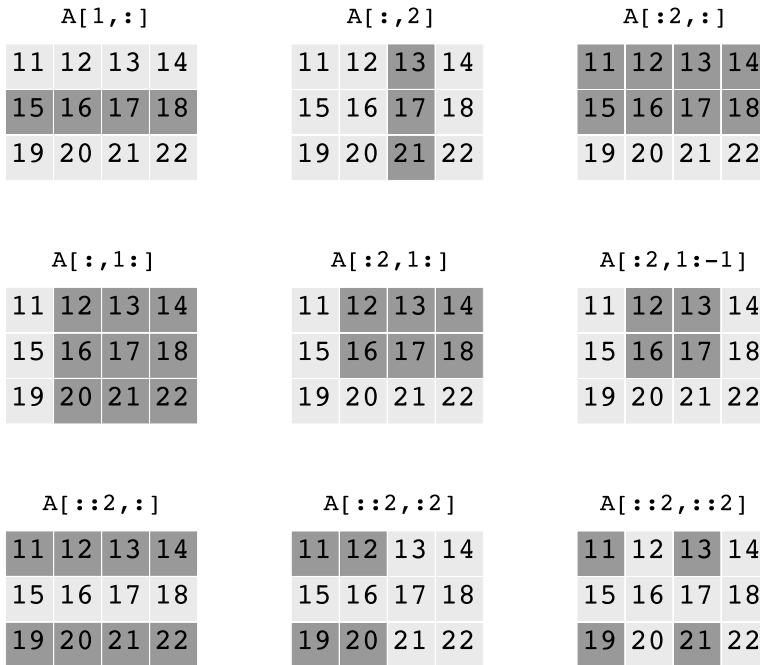 A[1,:] A[:,2] A[:2,:]
11 12 13 14 11 12 13 14 11 12 13 14
15 16 17 18 15 16 17 18 15 16 17 18
19 20 21 22 19 20 21 22 19 20 21 22
A[:,1:] A[:2,1:] A[:2,1:-1]
11 12 13 14 11 12 13 14 11 12 13 14
15 16 17 18 15 16 17 18 15 16 17 18
19 20 21 22 19 20 21 22 19 20 21 22
A[::2,:] A[::2,:2] A[::2,::2]
11 12 13 14 11 12 13 14 11 12 13 14
15 16 17 18 15 16 17 18 15 16 17 18
19 20 21 22 19 20 21 22 19 20 21 22